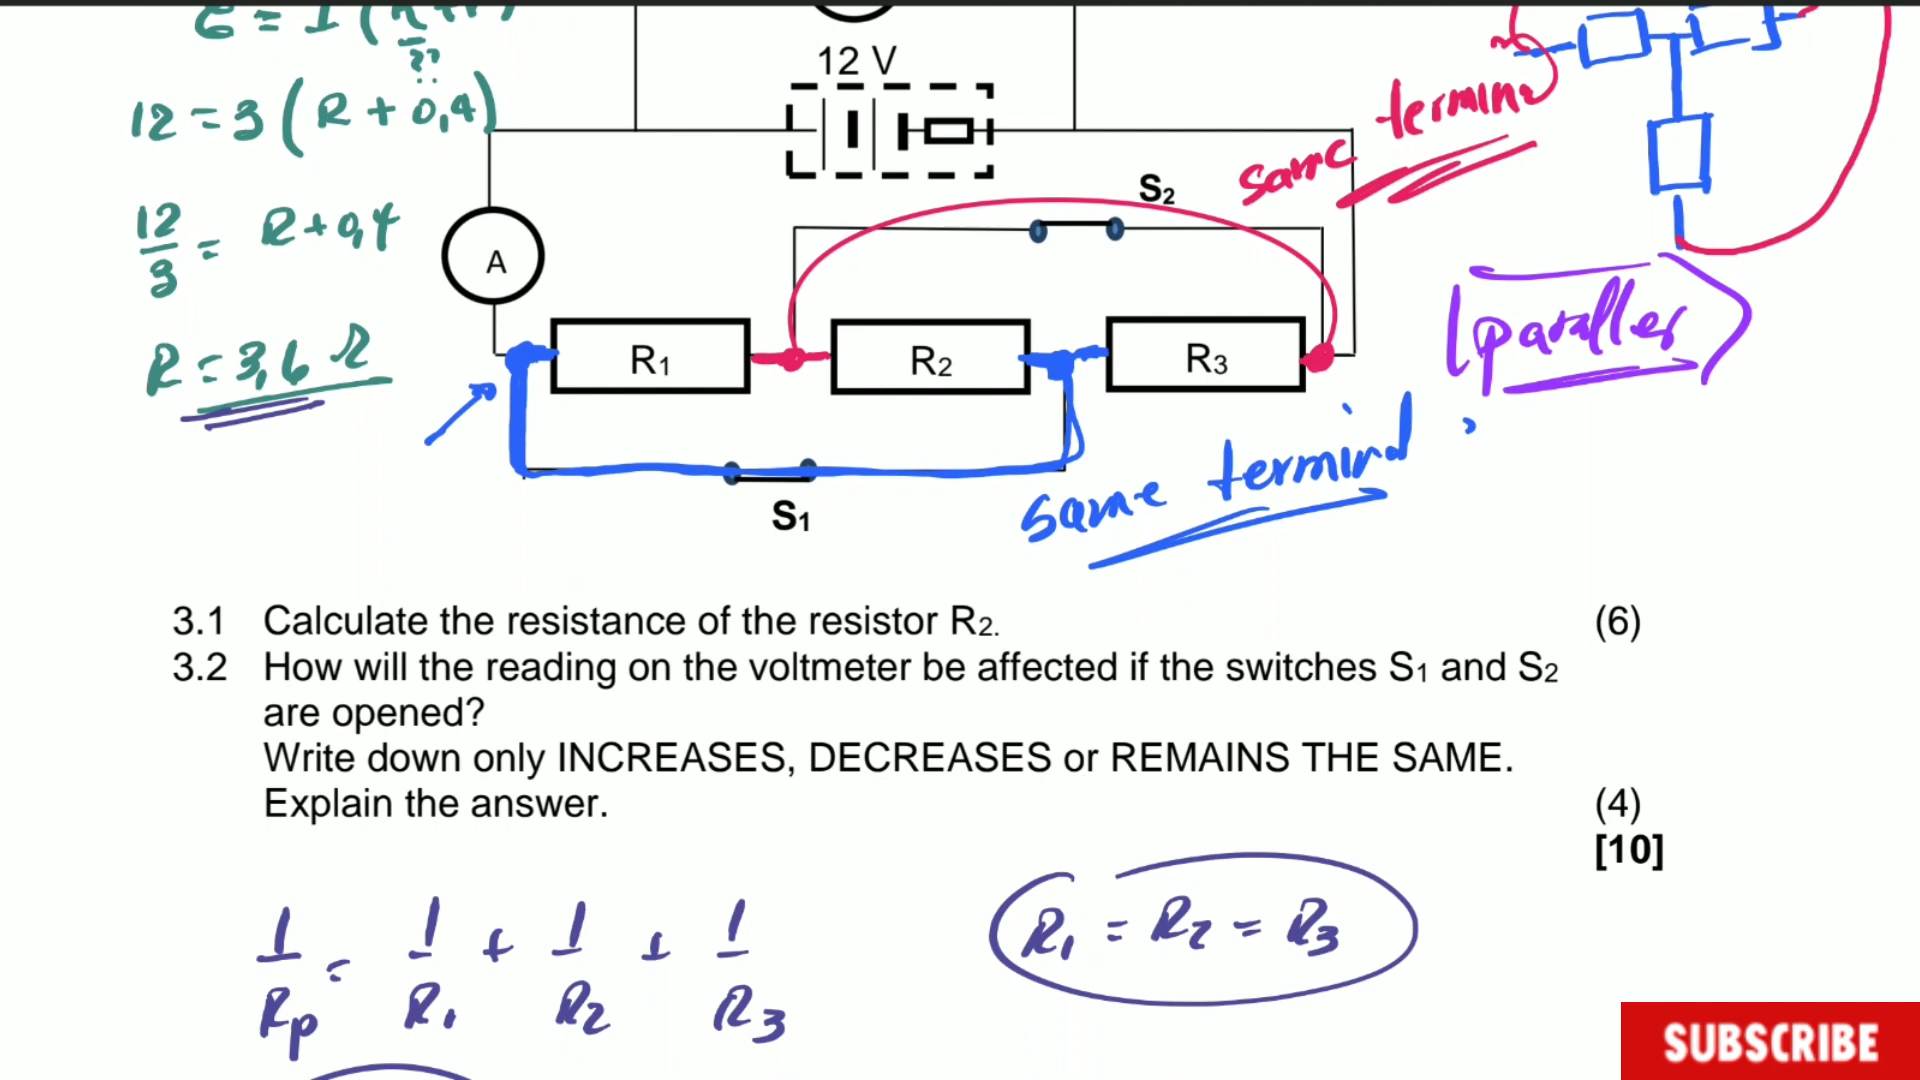 12 V
12 = 3 ( R + 0,4 )
same terminal
S2
12/3 = R + 0,4
A
R1
R2
R3
R = 3,6 Ω
( parallel )
same terminal
S1
3.1 Calculate the resistance of the resistor R2. (6)
3.2 How will the reading on the voltmeter be affected if the switches S1 and S2
are opened?
Write down only INCREASES, DECREASES or REMAINS THE SAME.
Explain the answer. (4)
[10]
1/Rp = 1/R1 + 1/R2 + 1/R3
R1 = R2 = R3
SUBSCRIBE